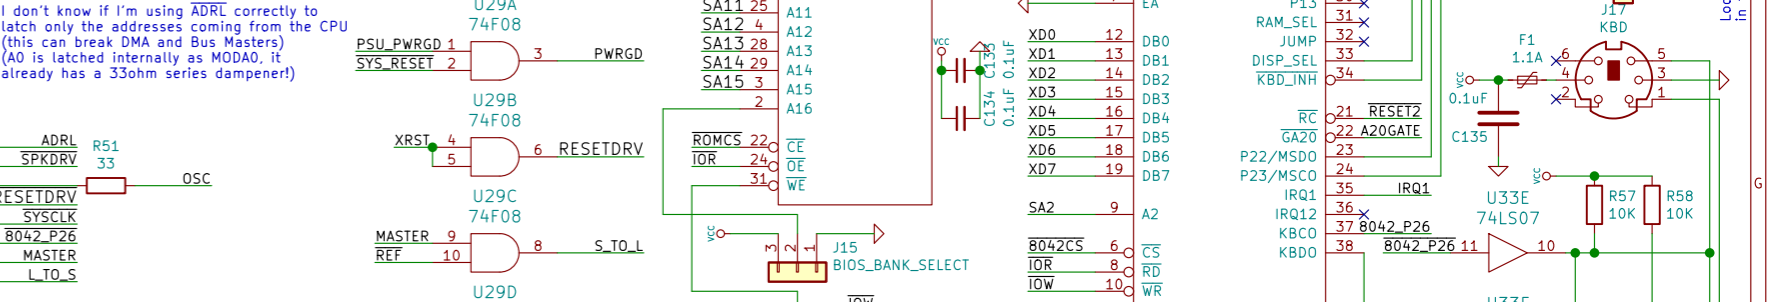 I don't know if I'm using ADRL correctly to
latch only the addresses coming from the CPU
(this can break DMA and Bus Masters)
(A0 is latched internally as MODA0, it
already has a 33ohm series dampener!)
ADRL
SPKDRV
R51
33
OSC
RESETDRV
SYSCLK
8042_P26
MASTER
L_TO_S
U29A
74F08
PSU_PWRGD 1
SYS_RESET 2
3 PWRGD
U29B
74F08
XRST 4
5
6 RESETDRV
U29C
74F08
MASTER 9
REF 10
8 S_TO_L
U29D
SA11 25 A11
SA12 4 A12
SA13 28 A13
SA14 29 A14
SA15 3 A15
2 A16
ROMCS 22 CE
IOR 24 OE
31 WE
VCC
3 2 1
J15
BIOS_BANK_SELECT
IOW
VCC
C133 0.1uF
C134 0.1uF
EA
XD0 12 DB0
XD1 13 DB1
XD2 14 DB2
XD3 15 DB3
XD4 16 DB4
XD5 17 DB5
XD6 18 DB6
XD7 19 DB7
SA2 9 A2
8042CS 6 CS
IOR 8 RD
IOW 10 WR
P13
RAM_SEL 31
JUMP 32
DISP_SEL 33
KBD_INH 34
RC 21 RESET2
GA20 22 A20GATE
P22/MSDO 23
P23/MSCO 24
IRQ1 35 IRQ1
IRQ12 36
KBCO 37 8042_P26
KBDO 38
8042_P26 11
10
U33E
74LS07
U33F
VCC
0.1uF
C135
F1
1.1A
J17
KBD
6 5
4 3
2 1
VCC
R57
10K
R58
10K
Loc
in
G